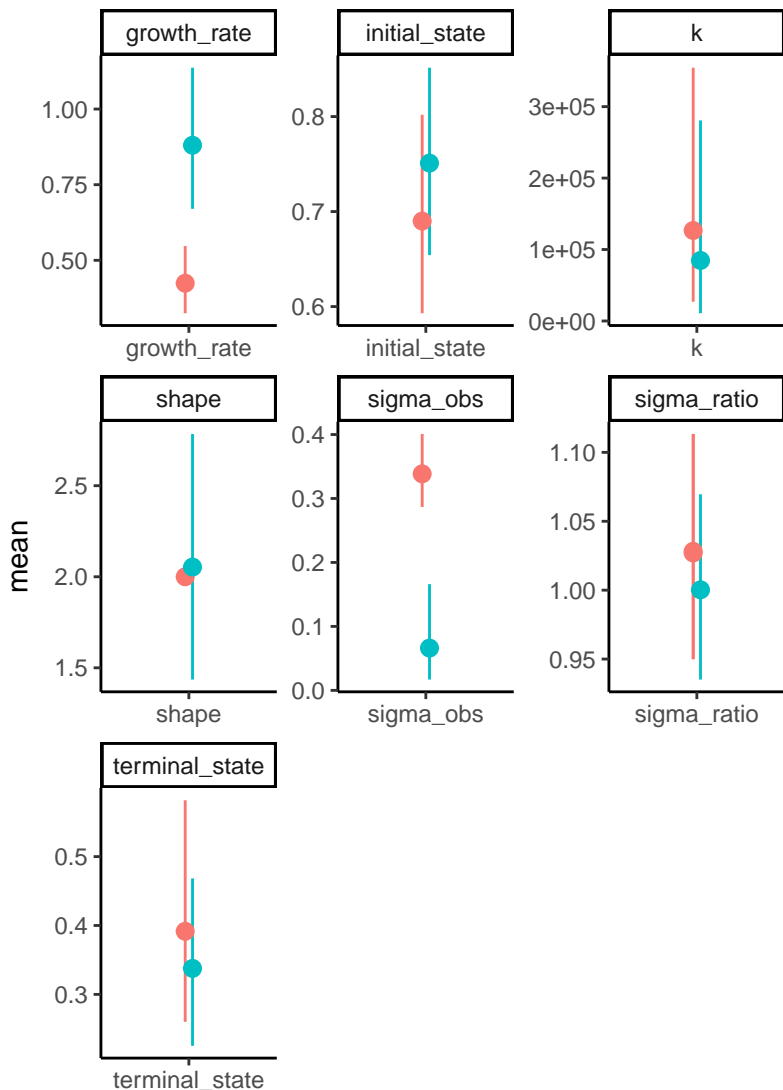 growth_rate
initial_state
k
1.00
0.75
0.50
0.8
0.7
0.6
3e+05
2e+05
1e+05
0e+00
growth_rate
initial_state
k
shape
sigma_obs
sigma_ratio
mean
2.5
2.0
1.5
0.4
0.3
0.2
0.1
0.0
1.10
1.05
1.00
0.95
shape
sigma_obs
sigma_ratio
terminal_state
0.5
0.4
0.3
terminal_state